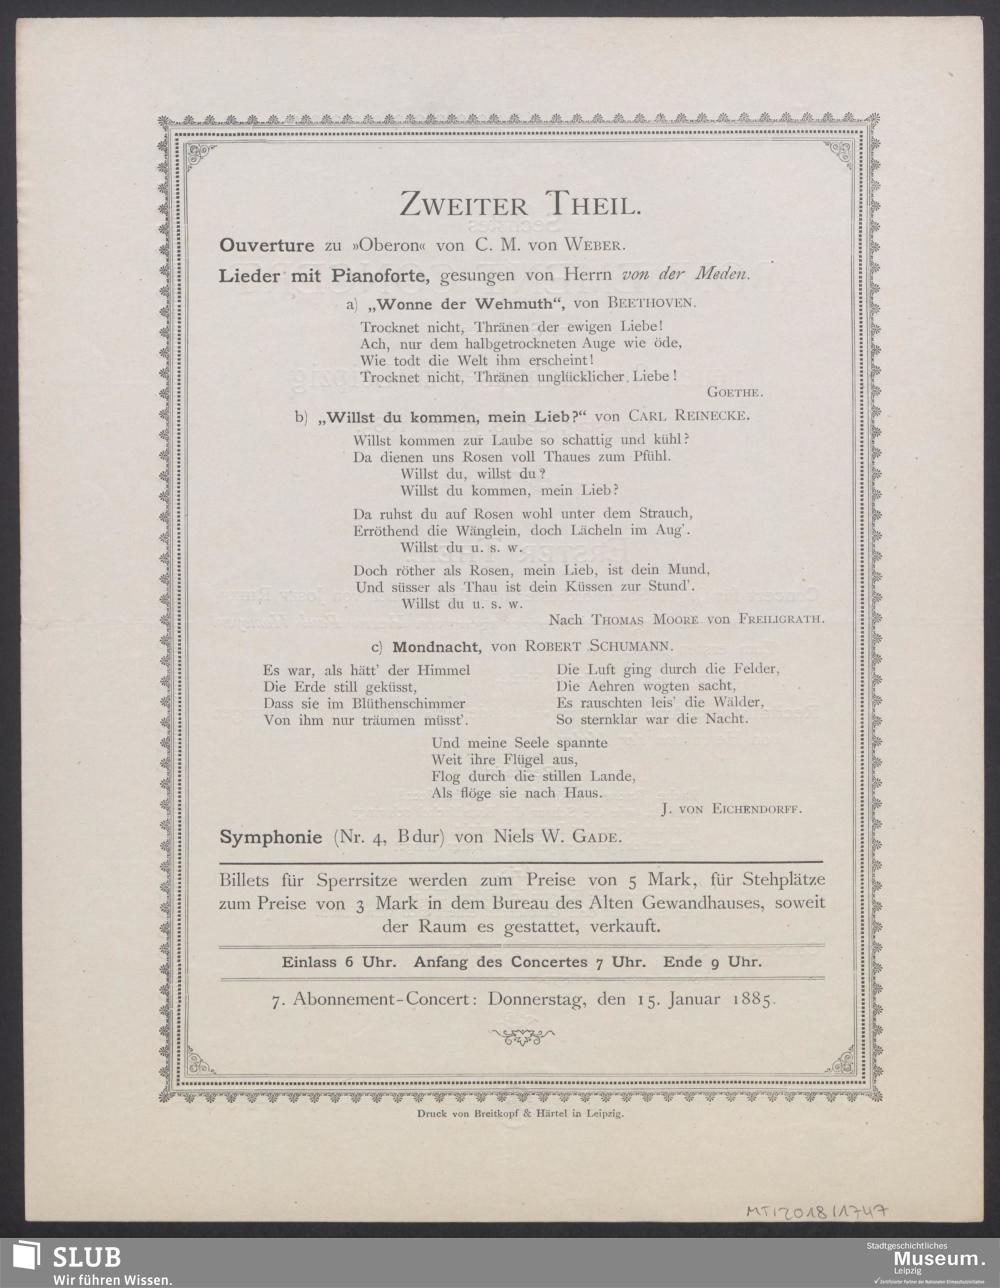 ZWEITER THEIL.
Ouverture zu »Oberon« von C. M. von WEBER.
Lieder mit Pianoforte, gesungen von Herrn von der Meden.
a) „Wonne der Wehmuth“, von BEETHOVEN.
Trocknet nicht, Thränen der ewigen Liebe!
Ach, nur dem halbgetrockneten Auge wie öde,
Wie todt die Welt ihm erscheint!
Trocknet nicht, Thränen unglücklicher Liebe!
GOETHE.
b) „Willst du kommen, mein Lieb?“ von CARL REINECKE.
Willst kommen zur Laube so schattig und kühl?
Da dienen uns Rosen voll Thaues zum Pfühl.
Willst du, willst du?
Willst du kommen, mein Lieb?
Da ruhst du auf Rosen wohl unter dem Strauch,
Erröthend die Wänglein, doch Lächeln im Aug'.
Willst du u. s. w.
Doch röther als Rosen, mein Lieb, ist dein Mund,
Und süsser als Thau ist dein Küssen zur Stund'.
Willst du u. s. w.
Nach THOMAS MOORE von FREILIGRATH.
c) Mondnacht, von ROBERT SCHUMANN.
Es war, als hätt' der Himmel
Die Erde still geküsst,
Dass sie im Blüthenschimmer
Von ihm nur träumen müsst'.
Die Luft ging durch die Felder,
Die Aehren wogten sacht,
Es rauschten leis' die Wälder,
So sternklar war die Nacht.
Und meine Seele spannte
Weit ihre Flügel aus,
Flog durch die stillen Lande,
Als flöge sie nach Haus.
J. VON EICHENDORFF.
Symphonie (Nr. 4, Bdur) von Niels W. GADE.
Billets für Sperrsitze werden zum Preise von 5 Mark, für Stehplätze
zum Preise von 3 Mark in dem Bureau des Alten Gewandhauses, soweit
der Raum es gestattet, verkauft.
Einlass 6 Uhr. Anfang des Concertes 7 Uhr. Ende 9 Uhr.
7. Abonnement-Concert: Donnerstag, den 15. Januar 1885.
Druck von Breitkopf & Härtel in Leipzig.
MT/2018/1747
SLUB
Wir führen Wissen.
Stadtgeschichtliches
Museum.
Leipzig
Zertifizierter Partner der Nationalen Klimaschutzinitiative